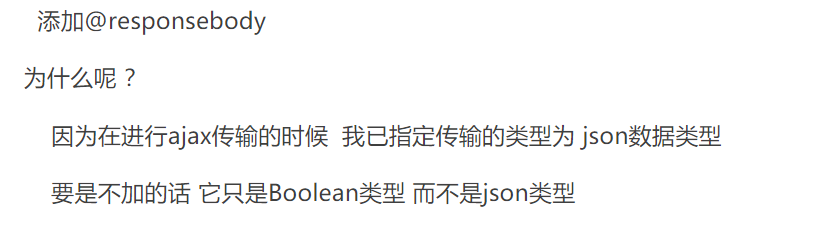 添加@responsebody
为什么呢？
因为在进行ajax传输的时候  我已指定传输的类型为 json数据类型
要是不加的话 它只是Boolean类型 而不是json类型